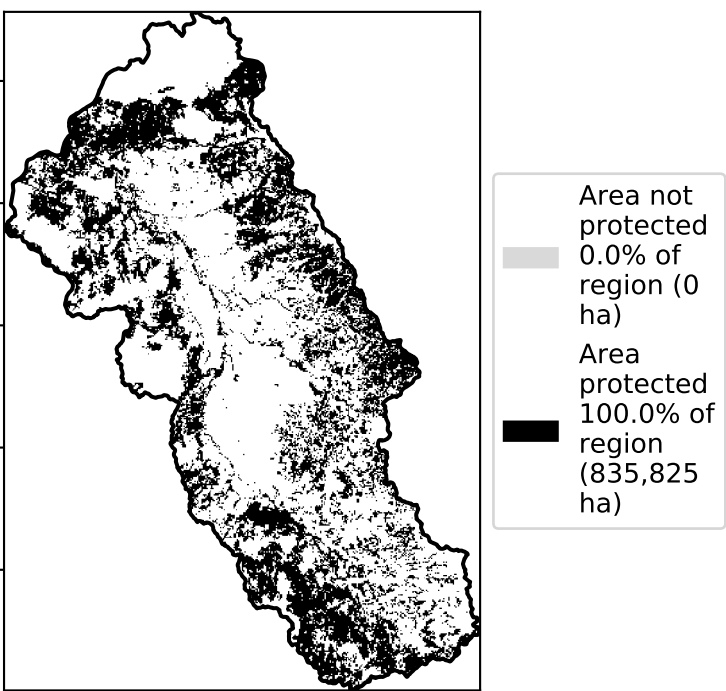 Area not
protected
0.0% of
region (0
ha)
Area
protected
100.0% of
region
(835,825
ha)